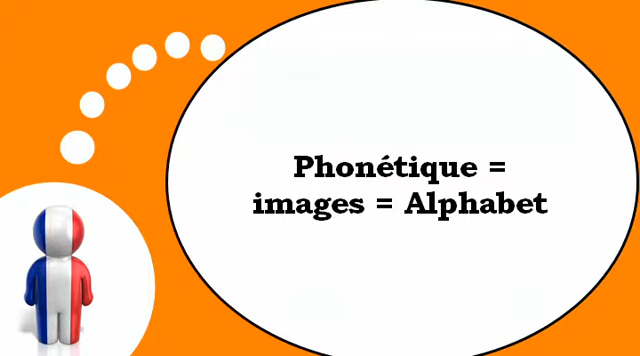 Phonétique =
images = Alphabet